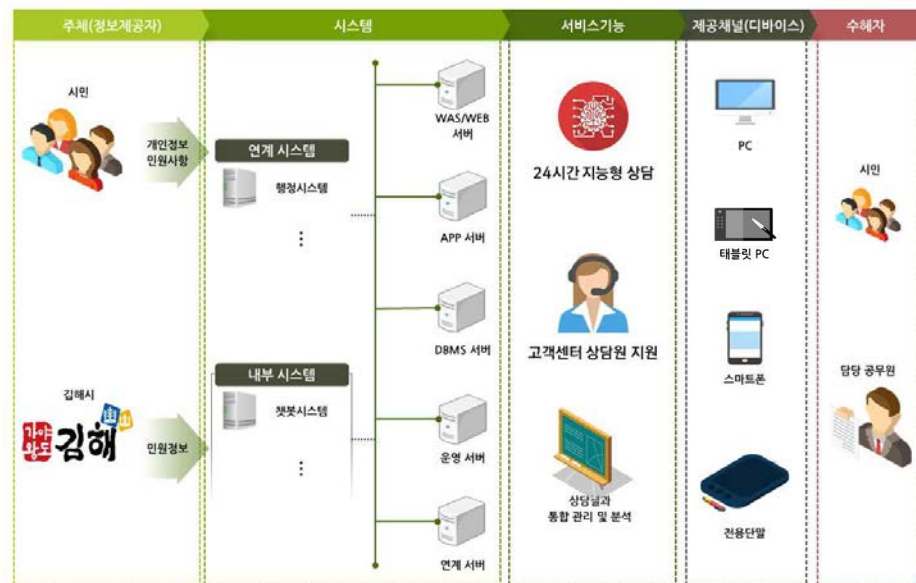 주체(정보제공자)
시스템
서비스기능
제공채널(디바이스)
수혜자
시민
개인정보
민원사항
연계 시스템
행정시스템
WAS/WEB
서버
APP 서버
DBMS 서버
24시간 지능형 상담
고객센터 상담원 지원
PC
태블릿 PC
스마트폰
시민
담당 공무원
김해시
가야
왕도
김해
민원정보
내부 시스템
챗봇시스템
운영 서버
연계 서버
상담결과
통합 관리 및 분석
전용단말